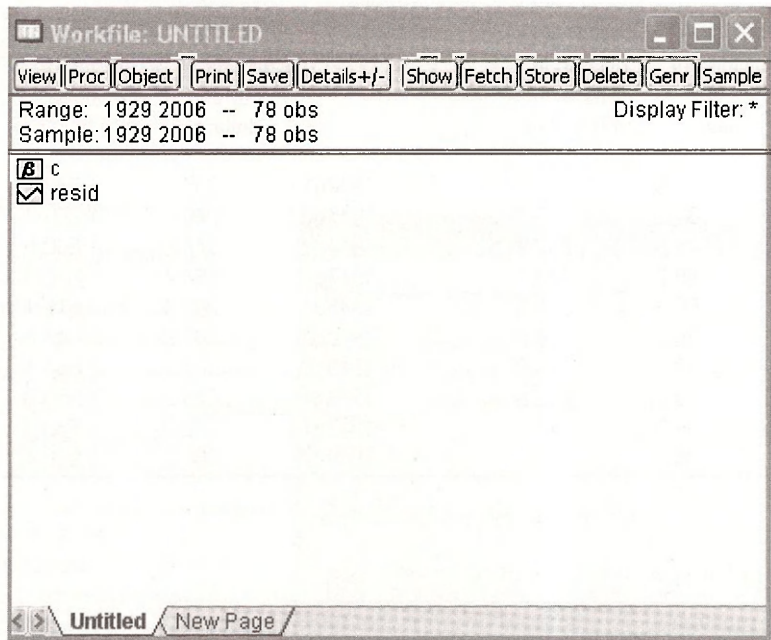 Workfile: UNTITLED
View Proc Object Print Save Details+/- Show Fetch Store Delete Genr Sample
Range: 1929 2006 -- 78 obs Display Filter: *
Sample: 1929 2006 -- 78 obs
β c
resid
Untitled New Page